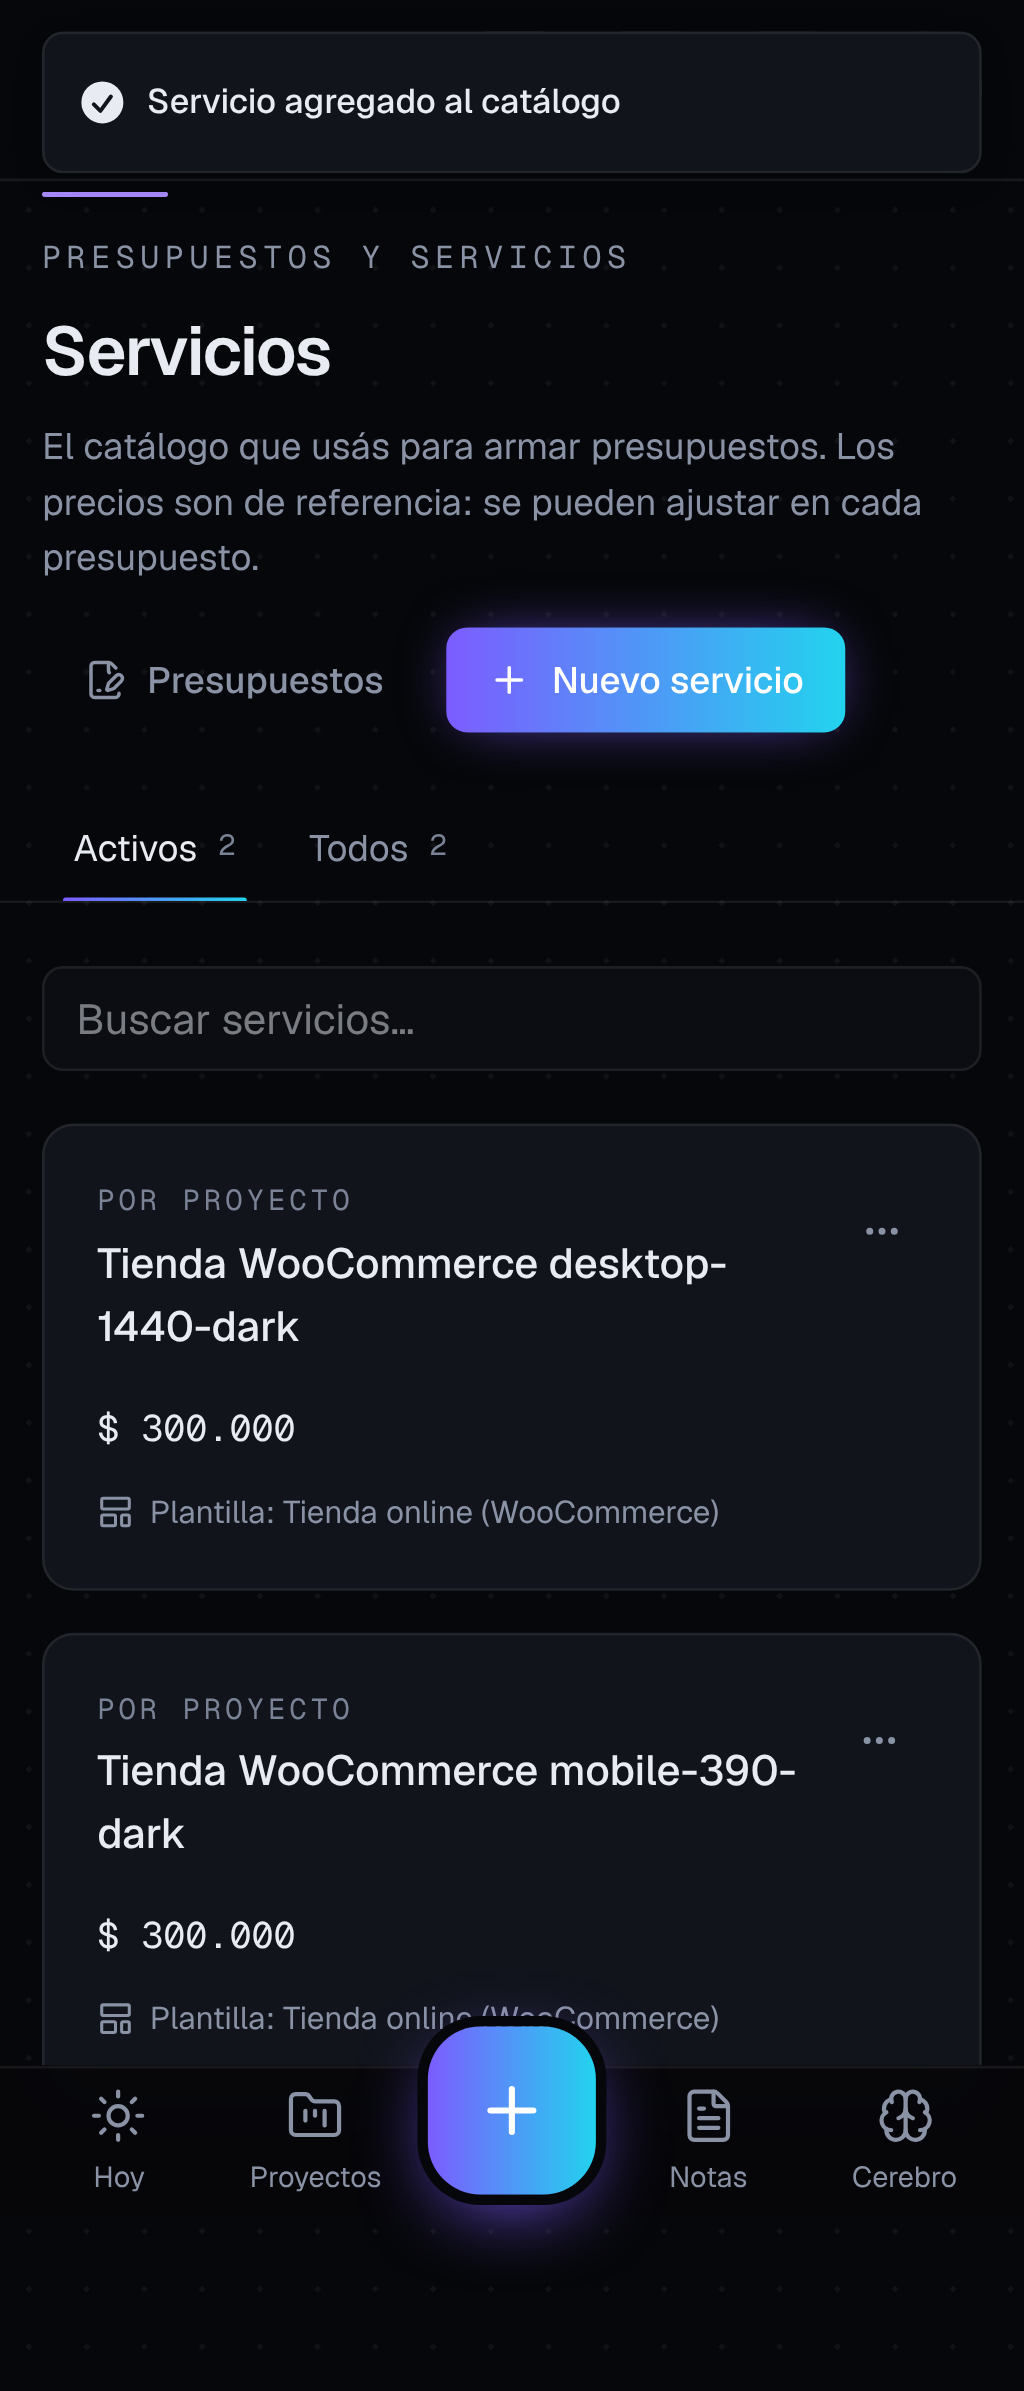 Servicio agregado al catálogo
PRESUPUESTOS Y SERVICIOS
Servicios
El catálogo que usás para armar presupuestos. Los
precios son de referencia: se pueden ajustar en cada
presupuesto.
Presupuestos
Nuevo servicio
Activos 2 Todos 2
Buscar servicios...
POR PROYECTO
Tienda WooCommerce desktop-
1440-dark
$ 300.000
Plantilla: Tienda online (WooCommerce)
POR PROYECTO
Tienda WooCommerce mobile-390-
dark
$ 300.000
Plantilla: Tienda online (WooCommerce)
Hoy Proyectos Notas Cerebro